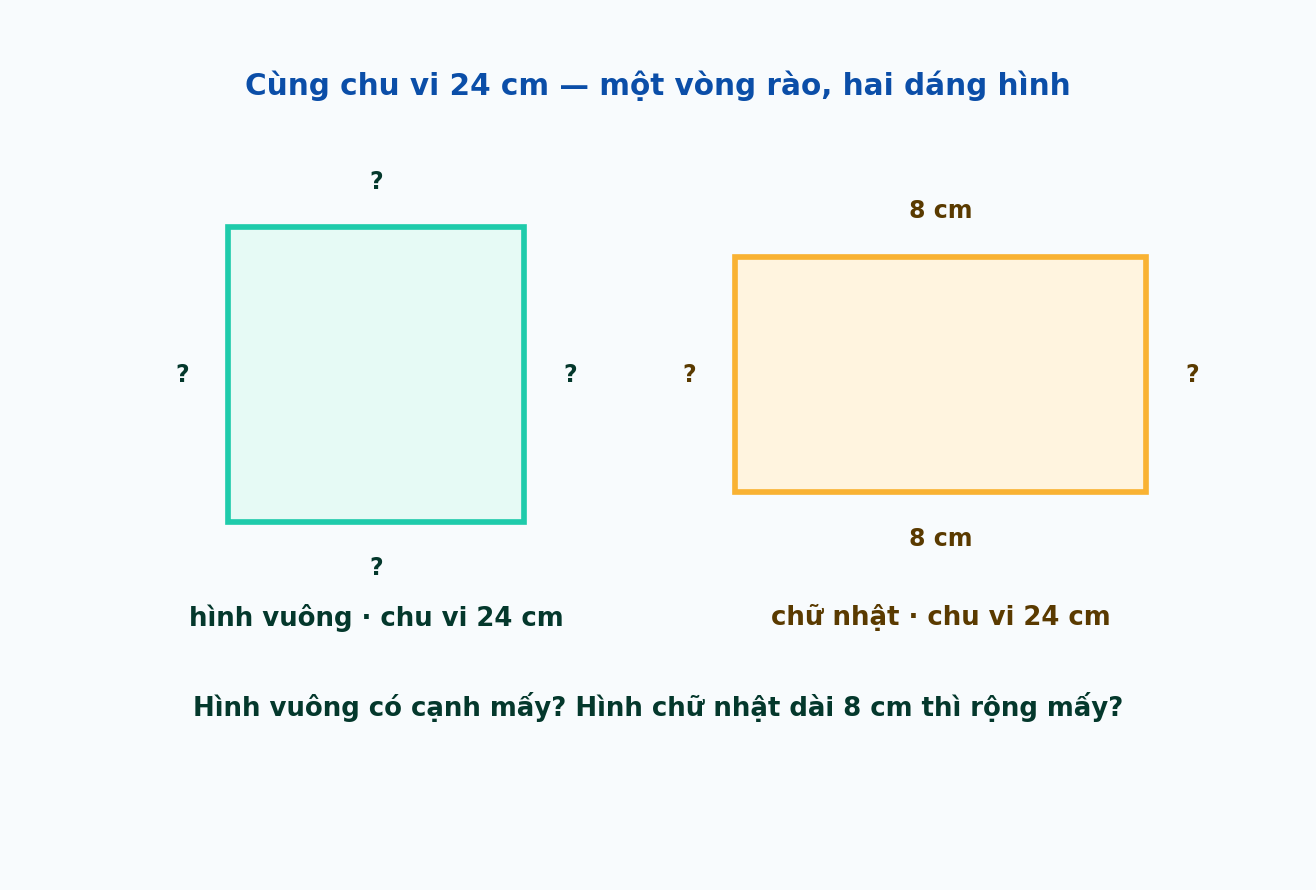 Cùng chu vi 24 cm — một vòng rào, hai dáng hình
?
8 cm
?
?
?
?
8 cm
?
hình vuông · chu vi 24 cm
chữ nhật · chu vi 24 cm
Hình vuông có cạnh mấy? Hình chữ nhật dài 8 cm thì rộng mấy?